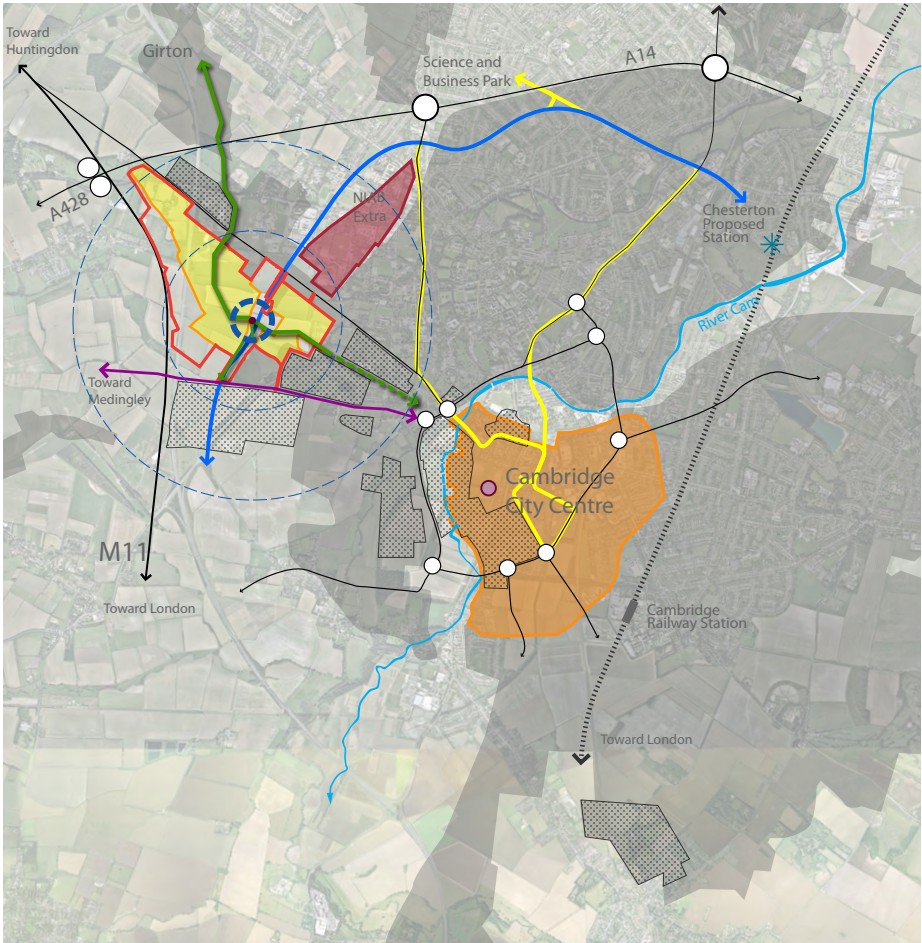 Toward
Huntingdon
Girton
Science and
Business Park
A14
A428
NIAB
Extra
Chesterton
Proposed
Station
River Cam
Toward
Medingley
Cambridge
City Centre
M11
Toward London
Cambridge
Railway Station
Toward London